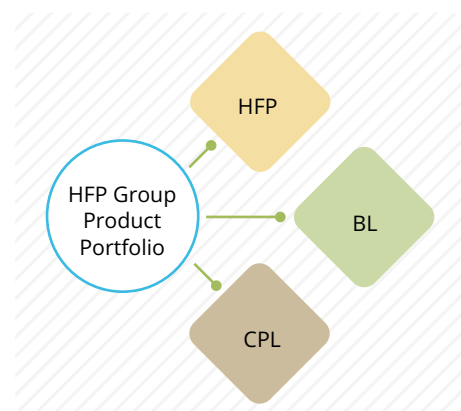 HFP
HFP Group
Product
Portfolio
BL
CPL